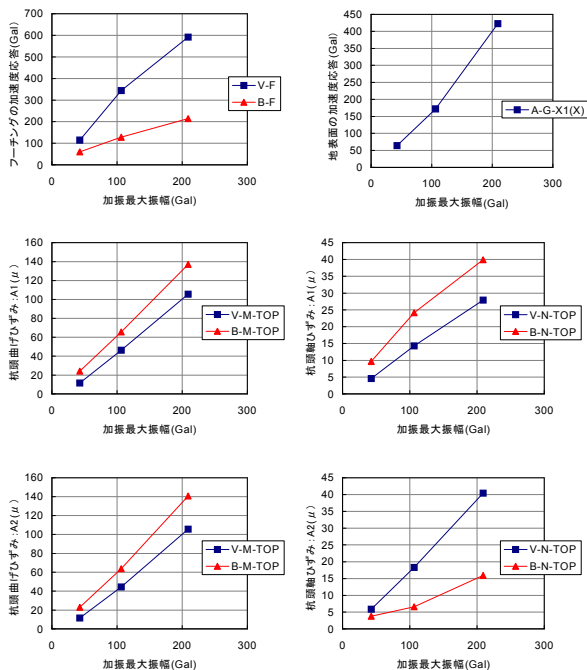 フーチングの加速度応答(Gal)
700
600
500
400
300
200
100
0
0 100 200 300
加振最大振幅(Gal)
V-F
B-F
地表面の加速度応答(Gal)
450
400
350
300
250
200
150
100
50
0
0 100 200 300
加振最大振幅(Gal)
A-G-X1(X)
杭頭曲げひずみ:A1(μ)
160
140
120
100
80
60
40
20
0
0 100 200 300
加振最大振幅(Gal)
V-M-TOP
B-M-TOP
杭頭軸ひずみ:A1(μ)
45
40
35
30
25
20
15
10
5
0
0 100 200 300
加振最大振幅(Gal)
V-N-TOP
B-N-TOP
杭頭曲げひずみ:A2(μ)
160
140
120
100
80
60
40
20
0
0 100 200 300
加振最大振幅(Gal)
V-M-TOP
B-M-TOP
杭頭軸ひずみ:A2(μ)
45
40
35
30
25
20
15
10
5
0
0 100 200 300
加振最大振幅(Gal)
V-N-TOP
B-N-TOP